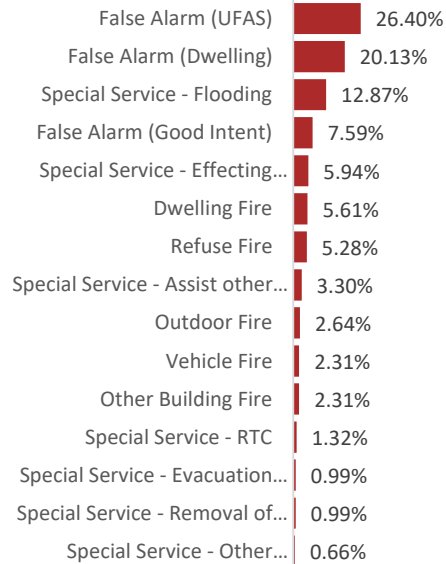 False Alarm (UFAS) 26.40%
False Alarm (Dwelling) 20.13%
Special Service - Flooding 12.87%
False Alarm (Good Intent) 7.59%
Special Service - Effecting... 5.94%
Dwelling Fire 5.61%
Refuse Fire 5.28%
Special Service - Assist other... 3.30%
Outdoor Fire 2.64%
Vehicle Fire 2.31%
Other Building Fire 2.31%
Special Service - RTC 1.32%
Special Service - Evacuation... 0.99%
Special Service - Removal of... 0.99%
Special Service - Other... 0.66%